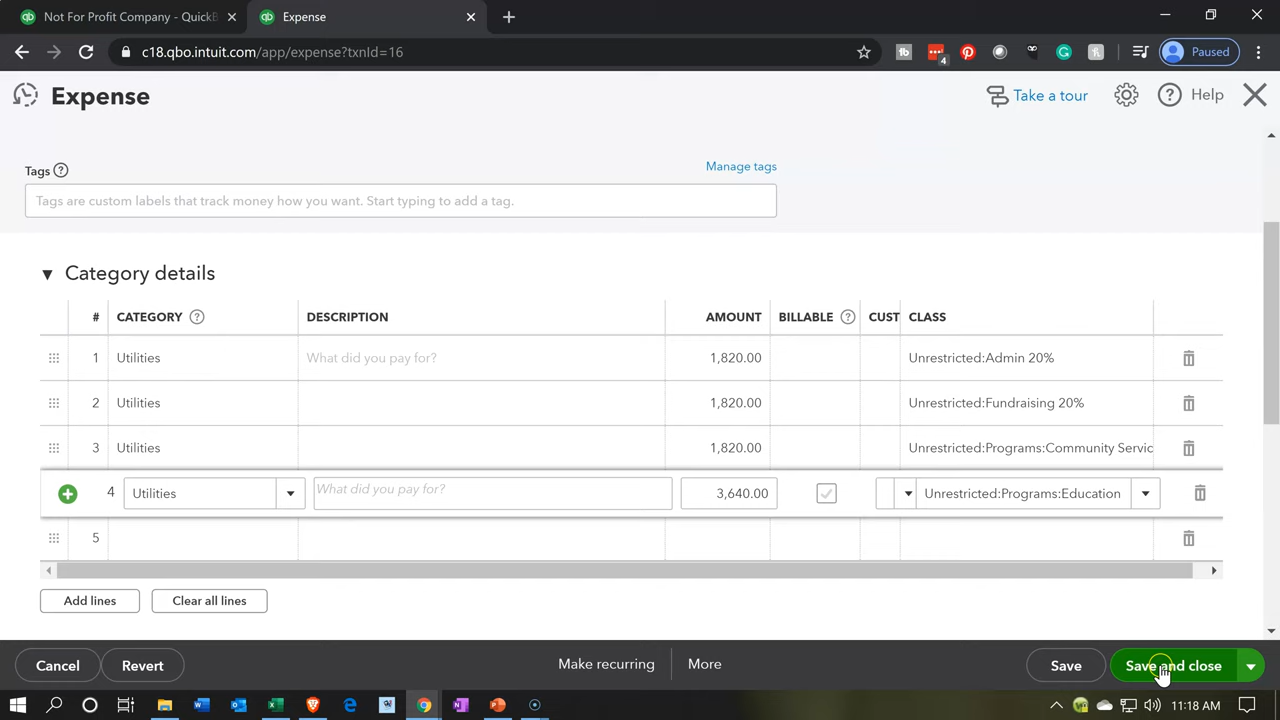 Not For Profit Company - QuickB
Expense
c18.qbo.intuit.com/app/expense?txnId=16
4
Paused
Expense
Take a tour
Help
Tags
Manage tags
Tags are custom labels that track money how you want. Start typing to add a tag.
Category details
# CATEGORY DESCRIPTION AMOUNT BILLABLE CUST CLASS
1 Utilities What did you pay for? 1,820.00 Unrestricted:Admin 20%
2 Utilities 1,820.00 Unrestricted:Fundraising 20%
3 Utilities 1,820.00 Unrestricted:Programs:Community Servic
4 Utilities What did you pay for? 3,640.00 Unrestricted:Programs:Education
5
Add lines Clear all lines
Cancel Revert Make recurring More Save Save and close
11:18 AM